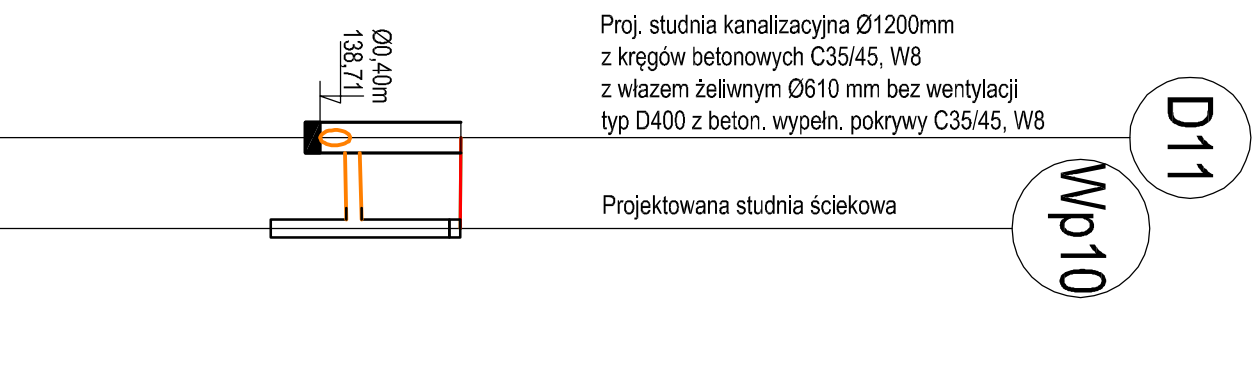 Ø0,40m
138,71
Proj. studnia kanalizacyjna Ø1200mm
z kręgów betonowych C35/45, W8
z włazem żeliwnym Ø610 mm bez wentylacji
typ D400 z beton. wypełn. pokrywy C35/45, W8
D11
Projektowana studnia ściekowa
Wp10